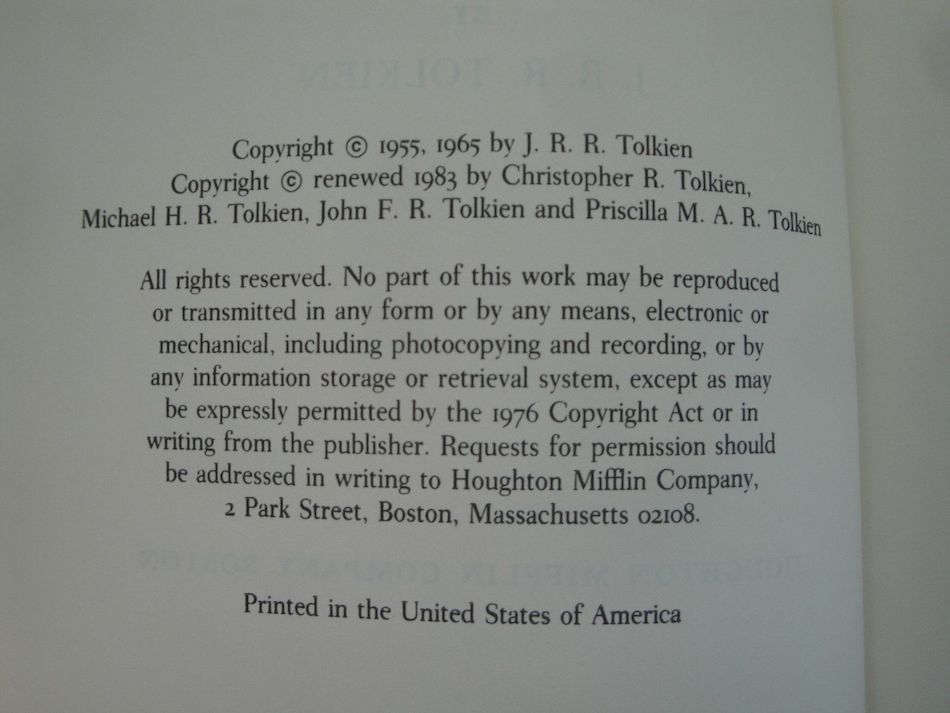 Copyright © 1955, 1965 by J. R. R. Tolkien
Copyright © renewed 1983 by Christopher R. Tolkien,
Michael H. R. Tolkien, John F. R. Tolkien and Priscilla M. A. R. Tolkien
All rights reserved. No part of this work may be reproduced
or transmitted in any form or by any means, electronic or
mechanical, including photocopying and recording, or by
any information storage or retrieval system, except as may
be expressly permitted by the 1976 Copyright Act or in
writing from the publisher. Requests for permission should
be addressed in writing to Houghton Mifflin Company,
2 Park Street, Boston, Massachusetts 02108.
Printed in the United States of America